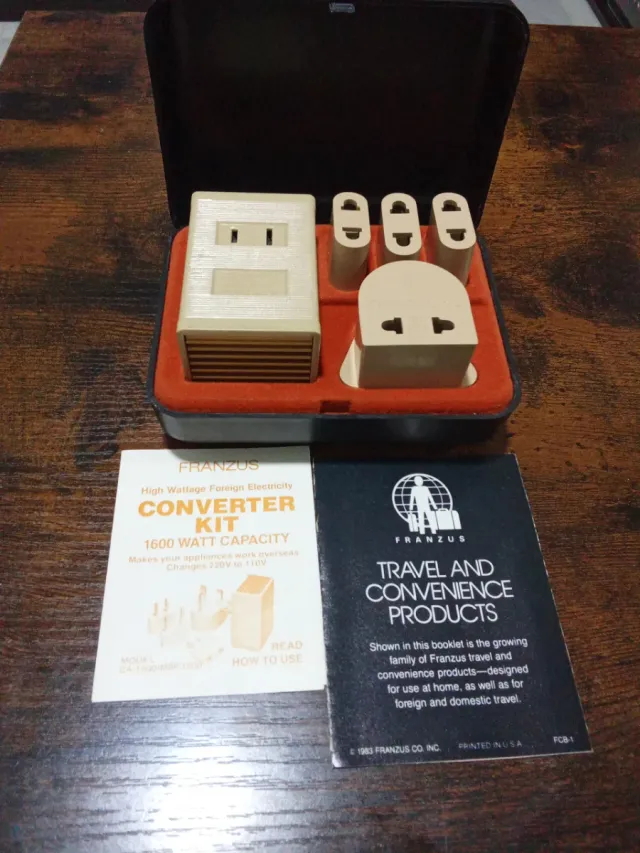 FRANZUS
High Wattage Foreign Electricity
CONVERTER
KIT
1600 WATT CAPACITY
Makes your appliances work overseas
Changes 220V to 110V
MODEL
READ
HOW TO USE
FRANZUS
TRAVEL AND
CONVENIENCE
PRODUCTS
Shown in this booklet is the growing
family of Franzus travel and
convenience products—designed
for use at home, as well as for
foreign and domestic travel.
© 1983 FRANZUS CO. INC. PRINTED IN U.S.A. FCB-1